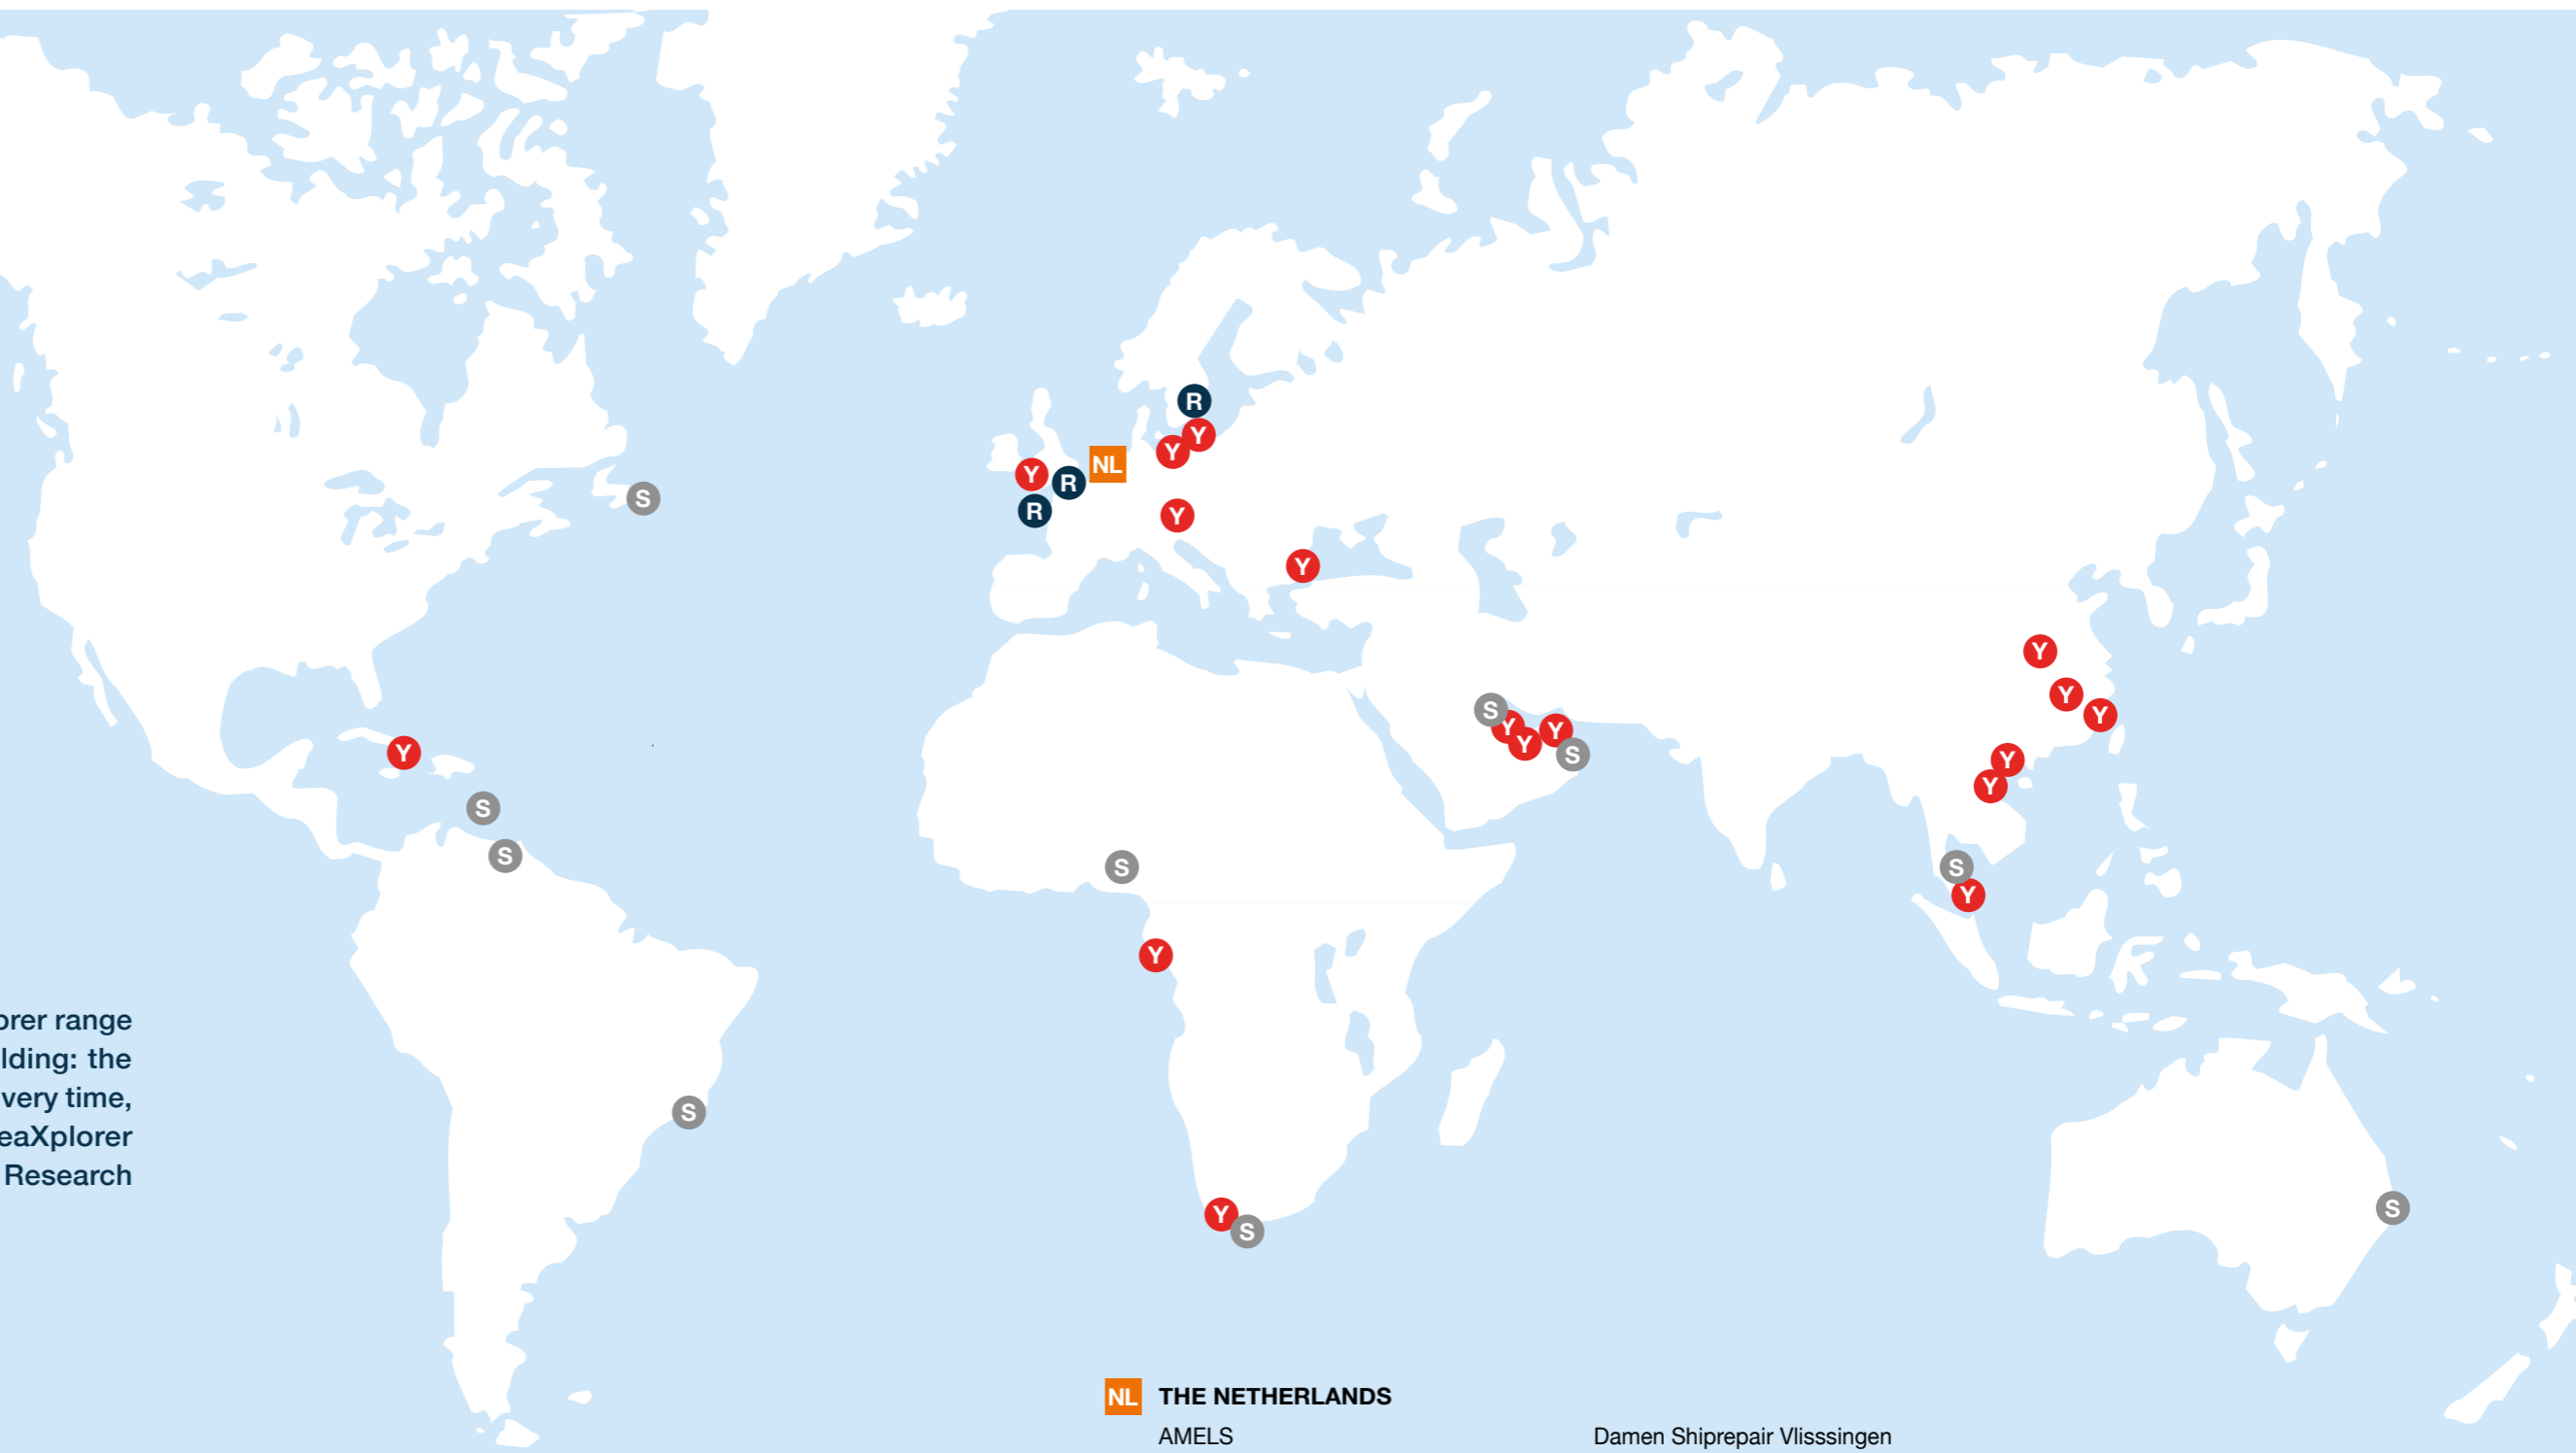 R
Y
Y
NL
Y
R
R
S
Y
Y
Y
Y
S
Y
Y
Y
Y
S
Y
Y
Y
S
S
S
S
Y
Y
orer range
lding: the
very time,
eaXplorer
Research
S
S
Y
S
NL THE NETHERLANDS
AMELS
Damen Shiprepair Vlisssingen